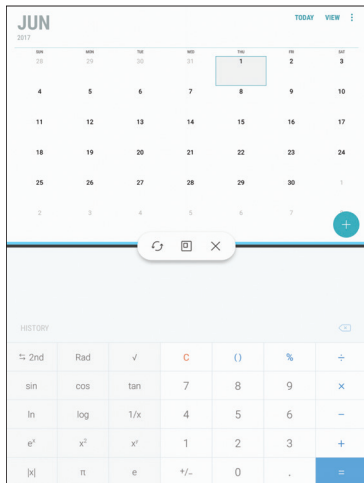 JUN TODAY VIEW
2017
SUN MON TUE WED THU FRI SAT
28 29 30 31 1 2 3
4 5 6 7 8 9 10
11 12 13 14 15 16 17
18 19 20 21 22 23 24
25 26 27 28 29 30 1
2 3 4 5 6 7
HISTORY
⇆ 2nd Rad √ C () % ÷
sin cos tan 7 8 9 ×
ln log 1/x 4 5 6 −
eˣ x² xʸ 1 2 3 +
|x| π e +/− 0 . =